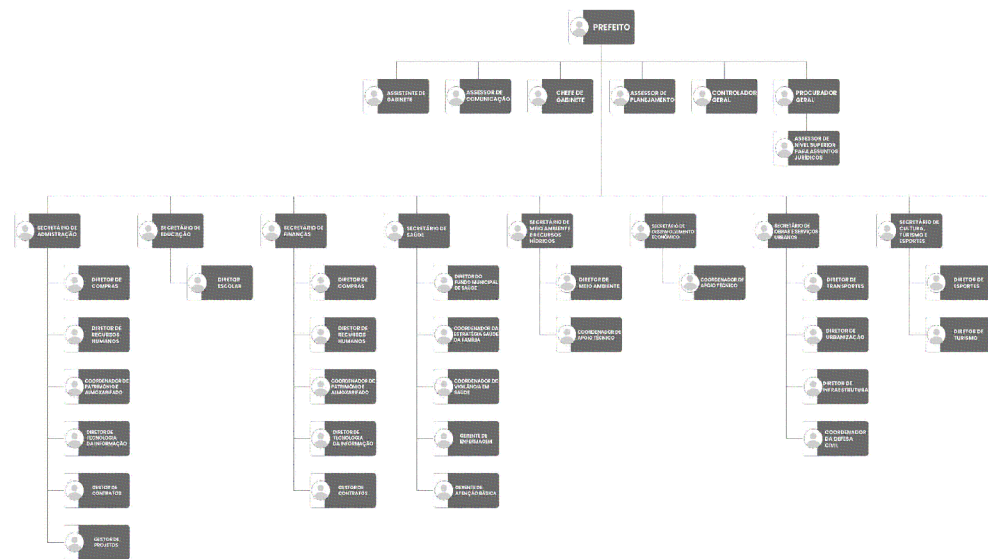 PREFEITO
ASSISTENTE DE
GABINETE
ASSESSOR DE
COMUNICAÇÃO
CHEFE DE
GABINETE
ASSESSOR DE
PLANEJAMENTO
CONTROLADOR
GERAL
PROCURADOR
GERAL
ASSESSOR DE
NÍVEL SUPERIOR
PARA ASSUNTOS
JURÍDICOS
SECRETÁRIO DE
ADMISTRAÇÃO
SECRETÁRIO DE
EDUCAÇÃO
SECRETÁRIO DE
FINANÇAS
SECRETÁRIO DE
SAÚDE
SECRETÁRIO DE
MEIO AMBIENTE
E RECURSOS
HÍDRICOS
SECRETÁRIO DE
DESENVOLVIMENTO
ECONÔMICO
SECRETÁRIO DE
OBRAS E SERVIÇOS
URBANOS
SECRETÁRIO DE
CULTURA,
TURISMO E
ESPORTES
DIRETOR DE
COMPRAS
DIRETOR
ESCOLAR
DIRETOR DE
COMPRAS
DIRETOR DO
FUNDO MUNICIPAL
DE SAÚDE
DIRETOR DE
MEIO AMBIENTE
COORDENADOR DE
APOIO TÉCNICO
DIRETOR DE
TRANSPORTES
DIRETOR DE
ESPORTES
DIRETOR DE
RECURSOS
HUMANOS
DIRETOR DE
RECURSOS
HUMANOS
COORDENADOR DA
ESTRATÉGIA SAÚDE
DA FAMÍLIA
COORDENADOR DE
APOIO TÉCNICO
DIRETOR DE
URBANIZAÇÃO
DIRETOR DE
TURISMO
COORDENADOR DE
PATRIMÔNIO E
ALMOXARIFADO
COORDENADOR DE
PATRIMÔNIO E
ALMOXARIFADO
COORDENADOR DE
VIGILÂNCIA EM
SAÚDE
DIRETOR DE
INFRAESTRUTURA
DIRETOR DE
TECNOLOGIA
DA INFORMAÇÃO
DIRETOR DE
TECNOLOGIA
DA INFORMAÇÃO
GERENTE DE
ENFERMAGEM
COORDENADOR
DA DEFESA
CIVIL
GESTOR DE
CONTRATOS
GESTOR DE
CONTRATOS
GERENTE DE
ATENÇÃO BÁSICA
GESTOR DE
PROJETOS